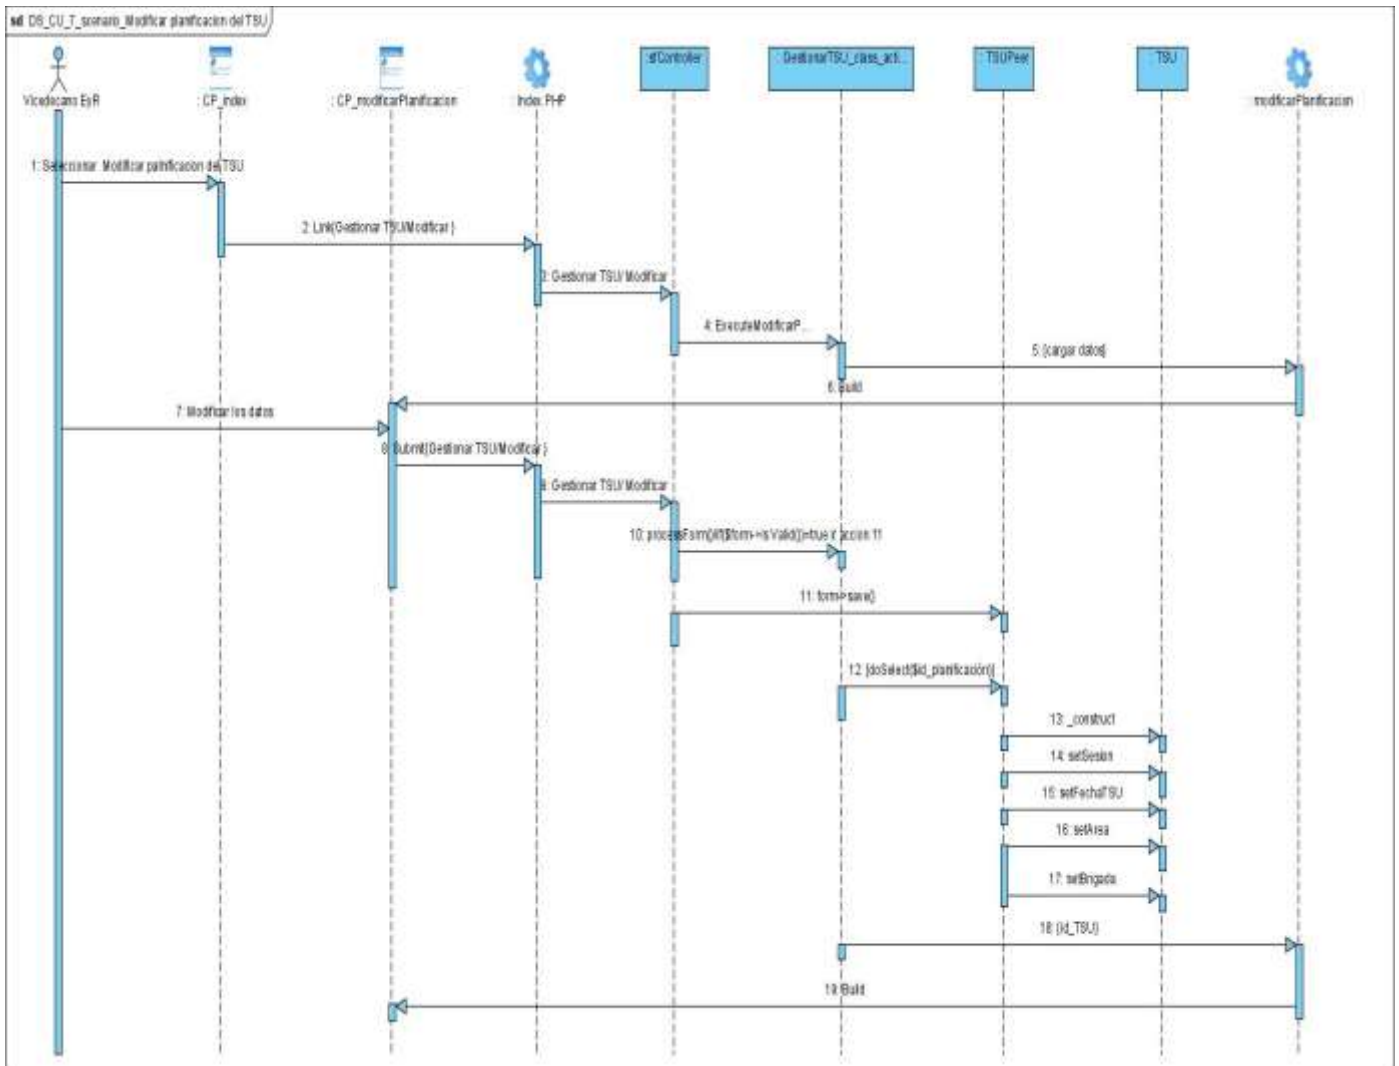 sd DS_CU_T_scenario_Modificar planificacion del TSU
Vicedecano EyR
: CP_index
: CP_modificarPlanificacion
Index.PHP
sfController
: GestionarTSU_class_acti...
: TSUPeer
: TSU
modificarPlanificacion
1: Seleccionar Modificar palnificacion del TSU
2: Link(Gestionar TSU/Modificar )
3: Gestionar TSU/ Modificar
4: ExecuteModificarP...
5: [cargar datos]
6: Build
7: Modificar los datos
8: Submit(Gestionar TSU/Modificar )
9: Gestionar TSU/ Modificar
10: processForm()/if($form->isValid())=true ir accion 11
11: form->save()
12: [doSelect($id_planificación)]
13: _construct
14: setSesion
15: setFechaTSU
16: setArea
17: setBrigada
18: (id_TSU)
19: Build